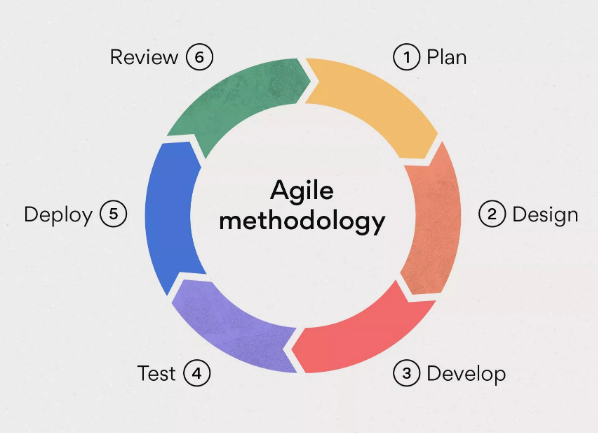 Agile
methodology
1 Plan
2 Design
3 Develop
4 Test
5 Deploy
6 Review